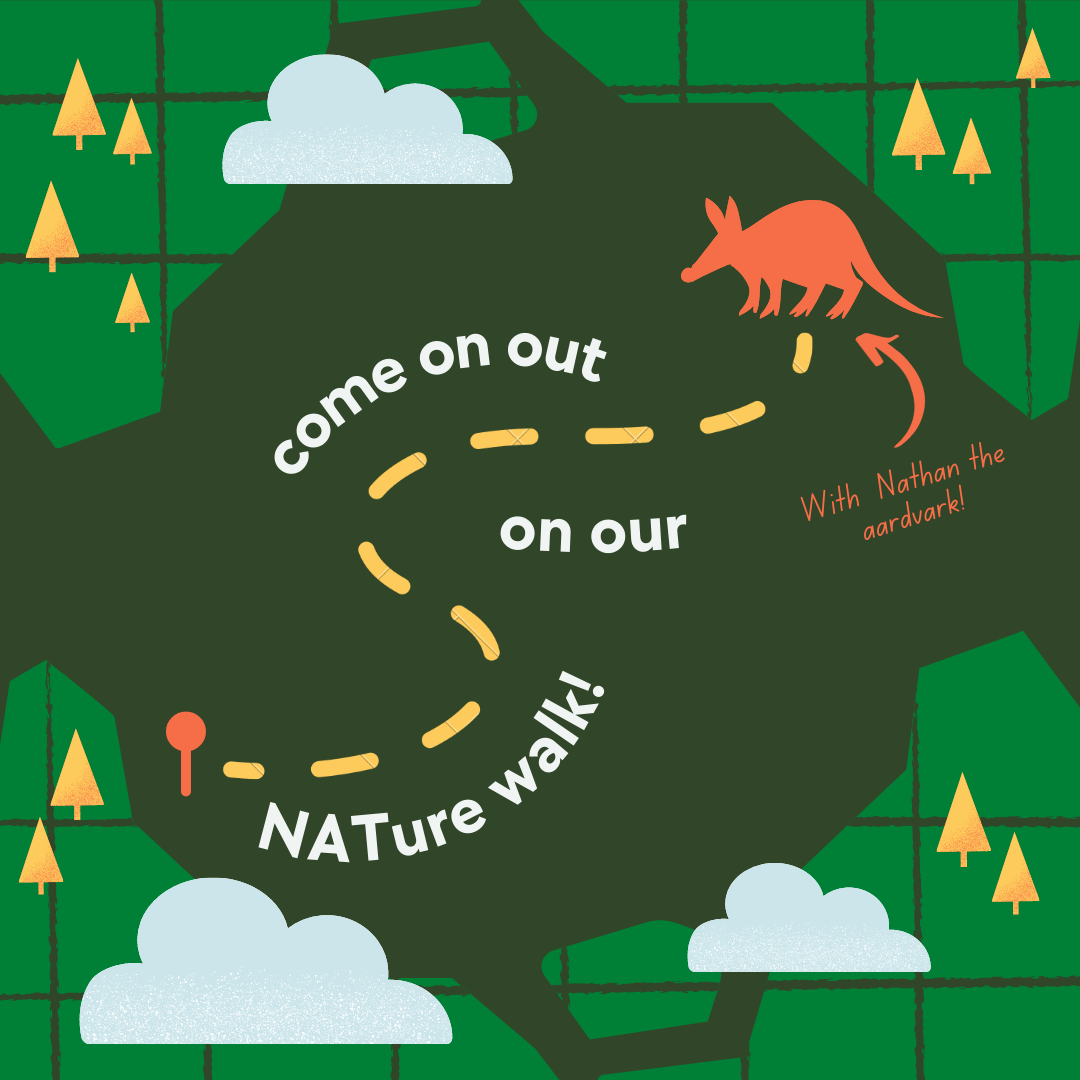 come on out
on our
NATure walk!
With Nathan the
aardvark!